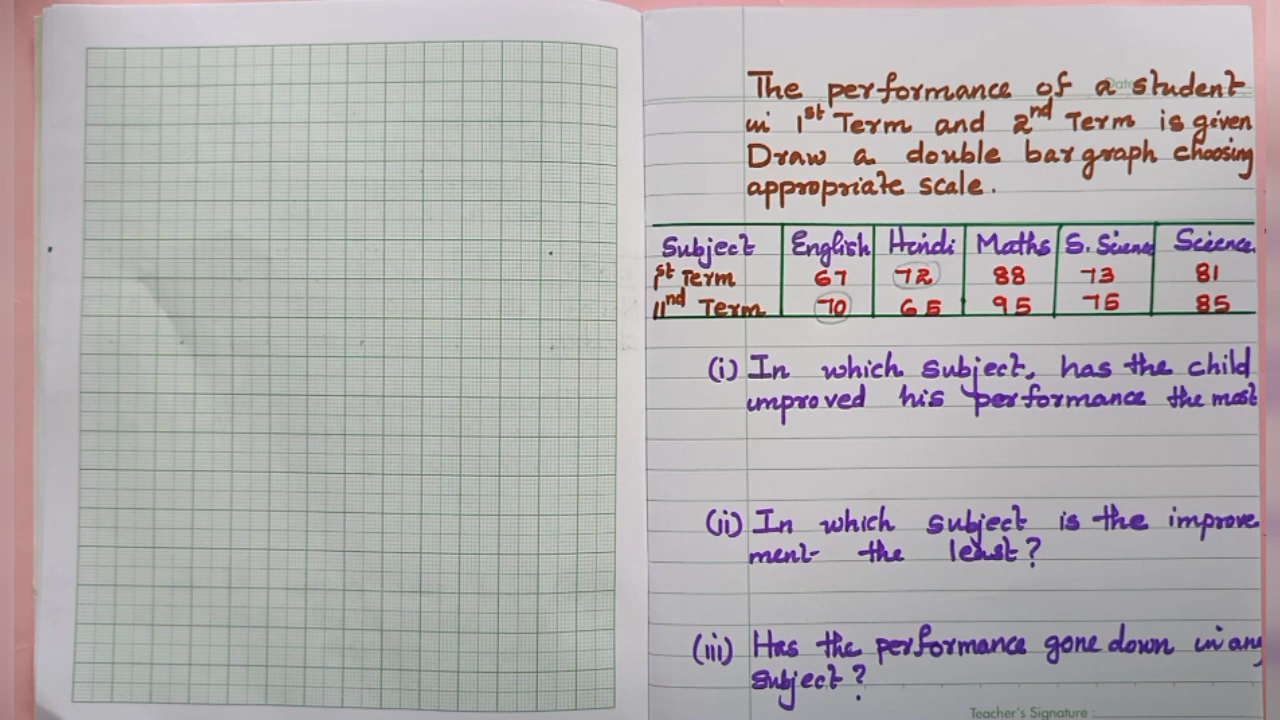 Date
The performance of a student
in 1st Term and 2nd Term is given
Draw a double bar graph choosing
appropriate scale.
Subject English Hindi Maths S. Science Science
1st Term 67 72 88 73 81
IInd Term 70 65 95 75 85
(i) In which subject, has the child
improved his performance the most
(ii) In which subject is the improve
ment the least?
(iii) Has the performance gone down in any
subject?
Teacher's Signature :